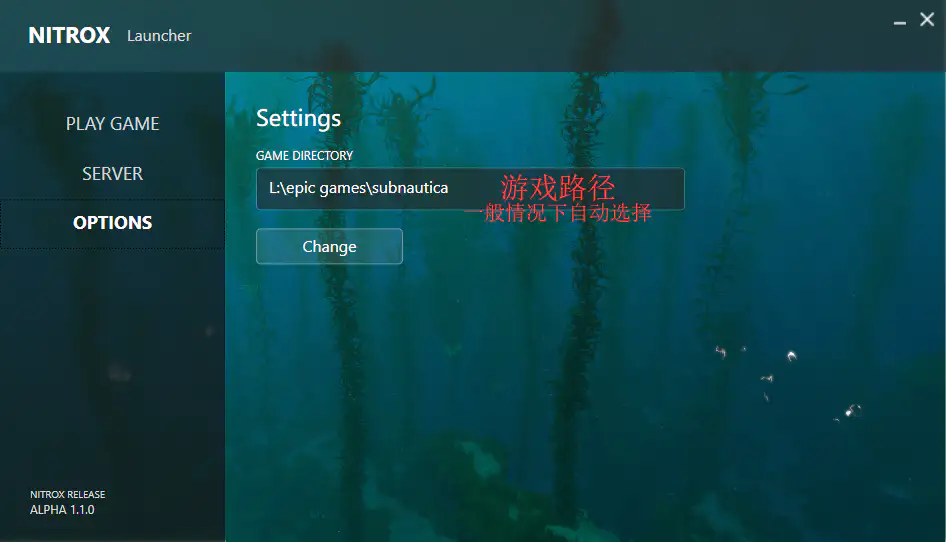 NITROX Launcher
PLAY GAME
SERVER
OPTIONS
NITROX RELEASE
ALPHA 1.1.0
Settings
GAME DIRECTORY
L:\epic games\subnautica
游戏路径
一般情况下自动选择
Change